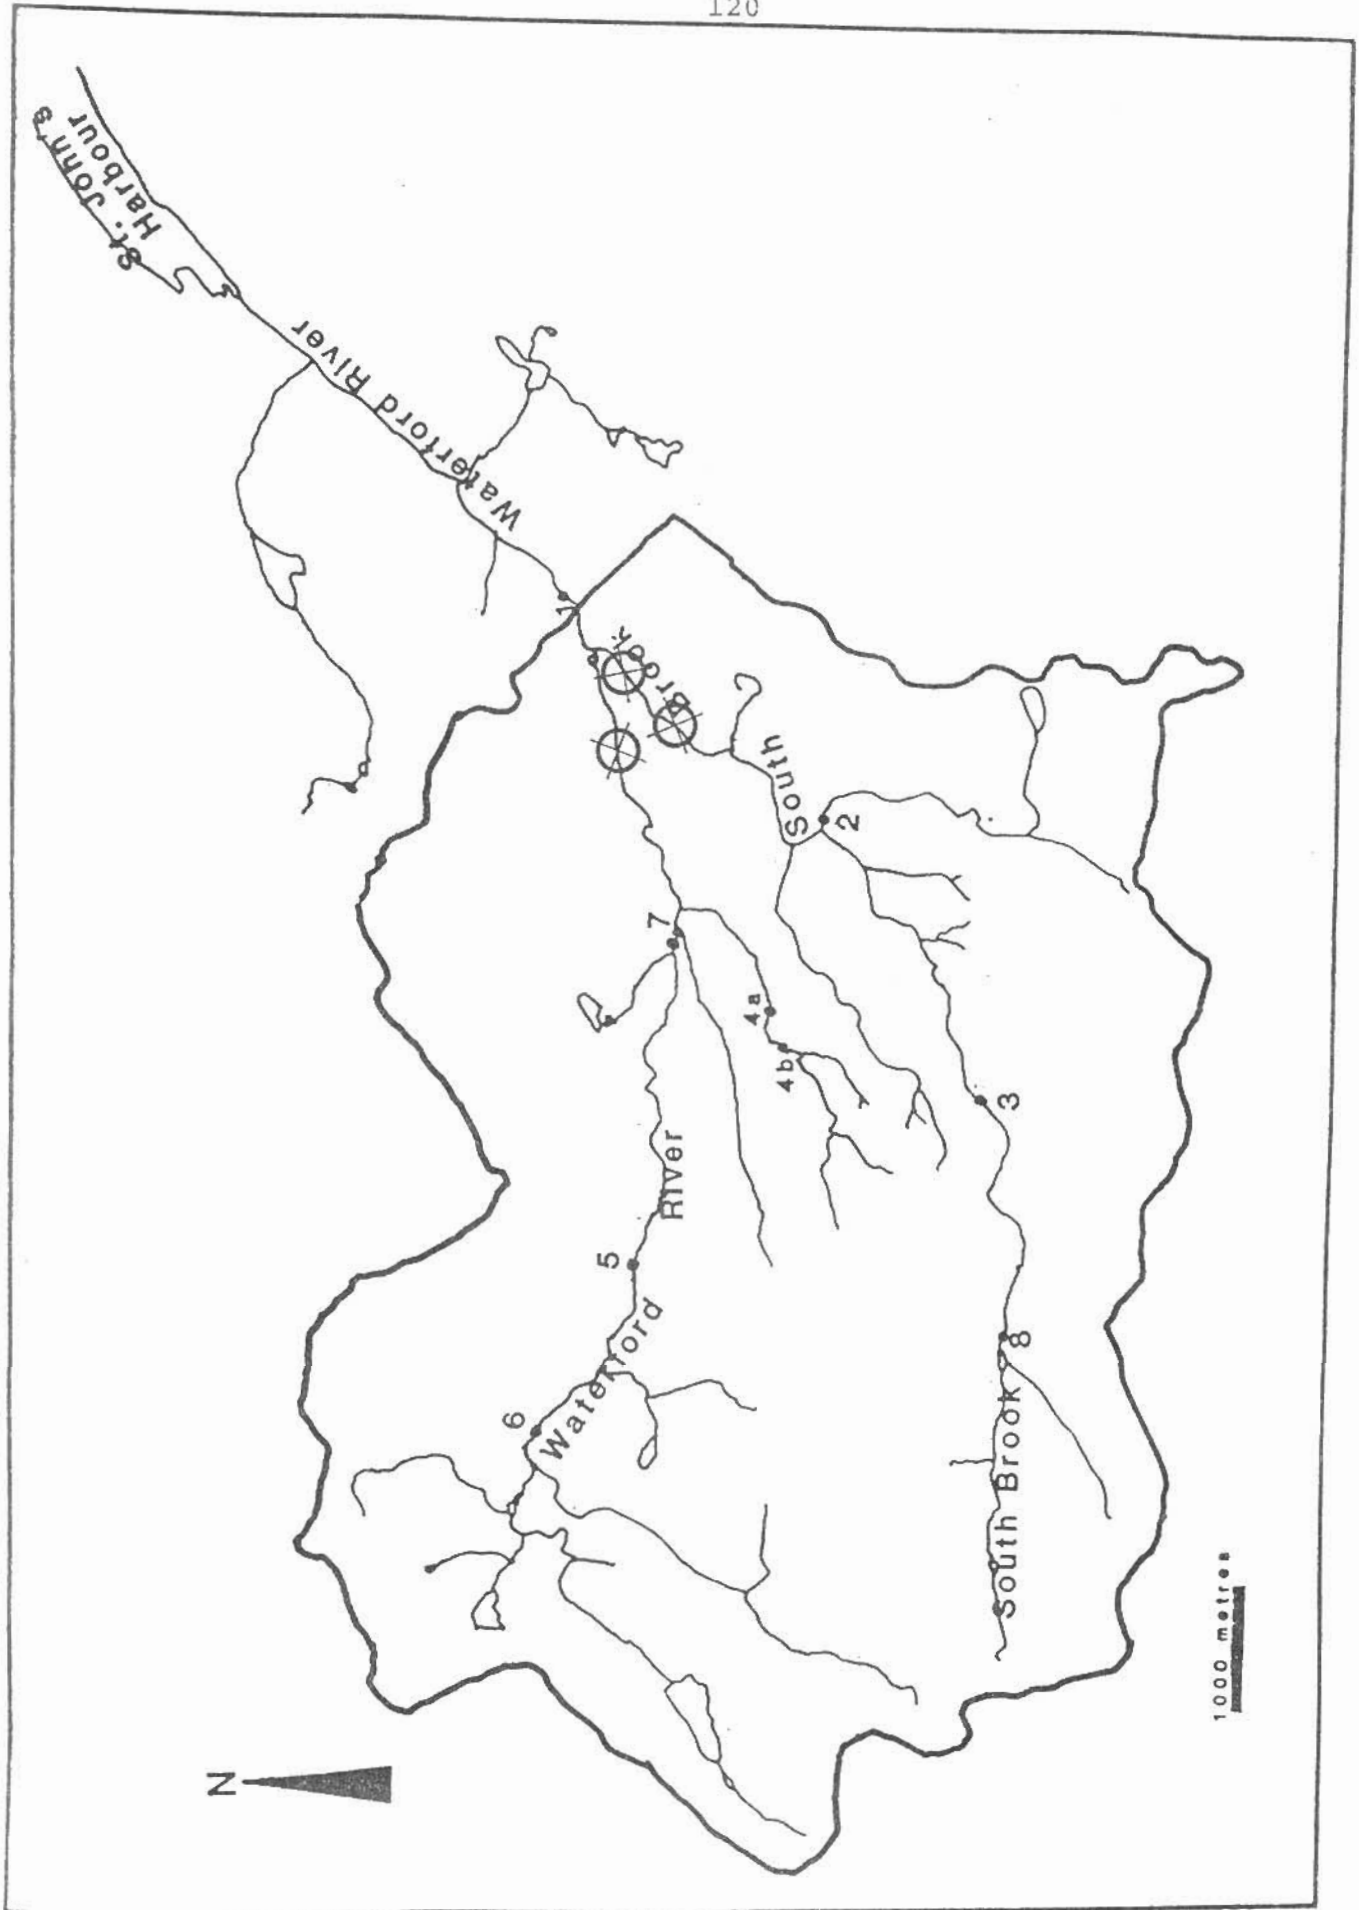 120
St. John's
Harbour
Waterford River
1
South Brook
2
7
4a
4b
3
River
5
Waterford
6
8
South Brook
N
1000 metres